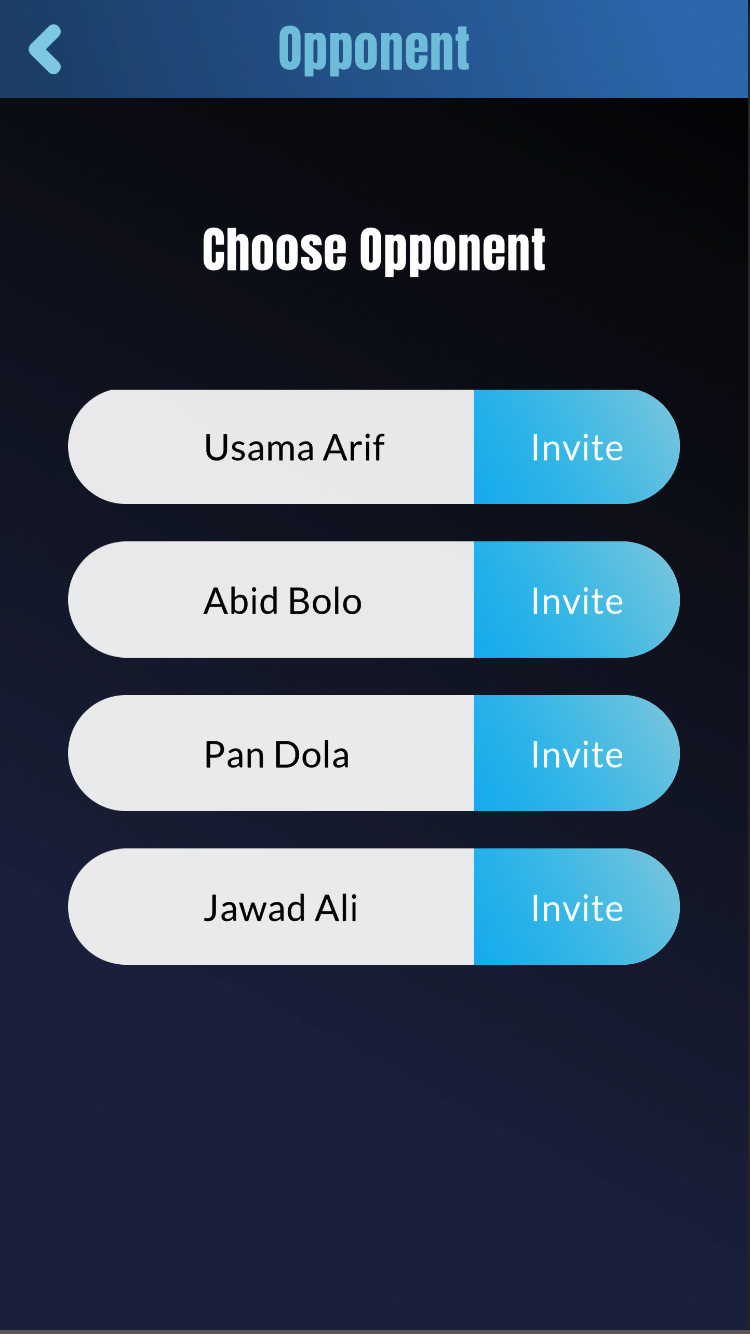 Opponent
Choose Opponent
Usama Arif Invite
Abid Bolo Invite
Pan Dola Invite
Jawad Ali Invite